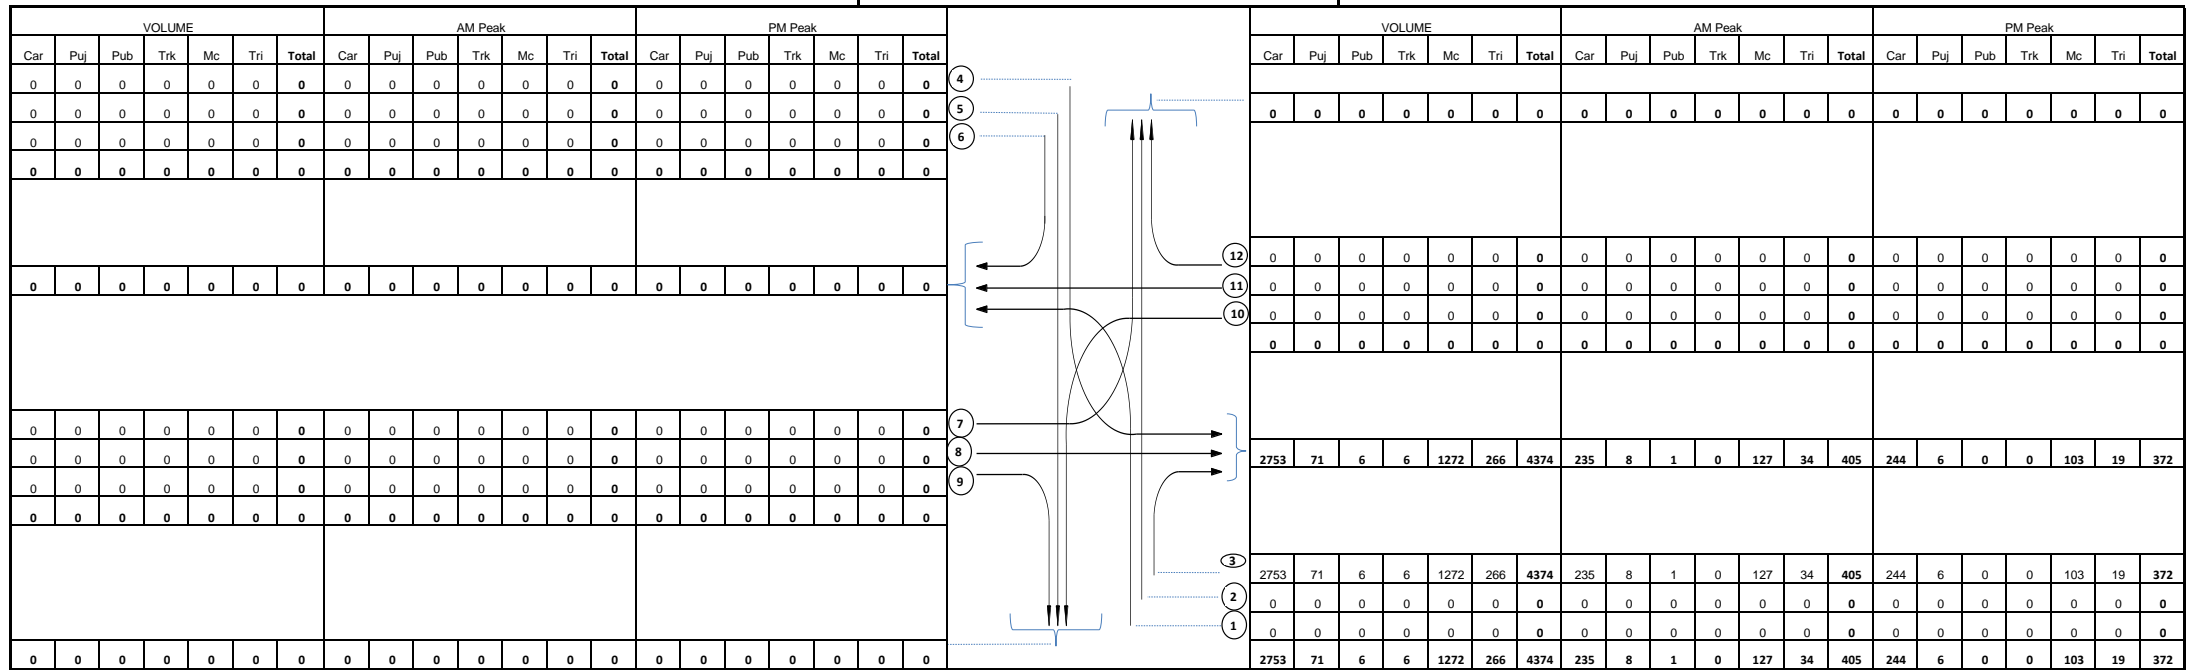 VOLUME AM Peak PM Peak VOLUME AM Peak PM Peak
Car Puj Pub Trk Mc Tri Total Car Puj Pub Trk Mc Tri Total Car Puj Pub Trk Mc Tri Total Car Puj Pub Trk Mc Tri Total Car Puj Pub Trk Mc Tri Total Car Puj Pub Trk Mc Tri Total
0 0 0 0 0 0 0 0 0 0 0 0 0 0 0 0 0 0 0 0 0 4
0 0 0 0 0 0 0 0 0 0 0 0 0 0 0 0 0 0 0 0 0 5 0 0 0 0 0 0 0 0 0 0 0 0 0 0 0 0 0 0 0 0 0
0 0 0 0 0 0 0 0 0 0 0 0 0 0 0 0 0 0 0 0 0 6
0 0 0 0 0 0 0 0 0 0 0 0 0 0 0 0 0 0 0 0 0
12 0 0 0 0 0 0 0 0 0 0 0 0 0 0 0 0 0 0 0 0 0
0 0 0 0 0 0 0 0 0 0 0 0 0 0 0 0 0 0 0 0 0 11 0 0 0 0 0 0 0 0 0 0 0 0 0 0 0 0 0 0 0 0 0
10 0 0 0 0 0 0 0 0 0 0 0 0 0 0 0 0 0 0 0 0 0
0 0 0 0 0 0 0 0 0 0 0 0 0 0 0 0 0 0 0 0 0
0 0 0 0 0 0 0 0 0 0 0 0 0 0 0 0 0 0 0 0 0 7
0 0 0 0 0 0 0 0 0 0 0 0 0 0 0 0 0 0 0 0 0 8 2753 71 6 6 1272 266 4374 235 8 1 0 127 34 405 244 6 0 0 103 19 372
0 0 0 0 0 0 0 0 0 0 0 0 0 0 0 0 0 0 0 0 0 9
0 0 0 0 0 0 0 0 0 0 0 0 0 0 0 0 0 0 0 0 0
3 2753 71 6 6 1272 266 4374 235 8 1 0 127 34 405 244 6 0 0 103 19 372
2 0 0 0 0 0 0 0 0 0 0 0 0 0 0 0 0 0 0 0 0 0
1 0 0 0 0 0 0 0 0 0 0 0 0 0 0 0 0 0 0 0 0 0
0 0 0 0 0 0 0 0 0 0 0 0 0 0 0 0 0 0 0 0 0 2753 71 6 6 1272 266 4374 235 8 1 0 127 34 405 244 6 0 0 103 19 372